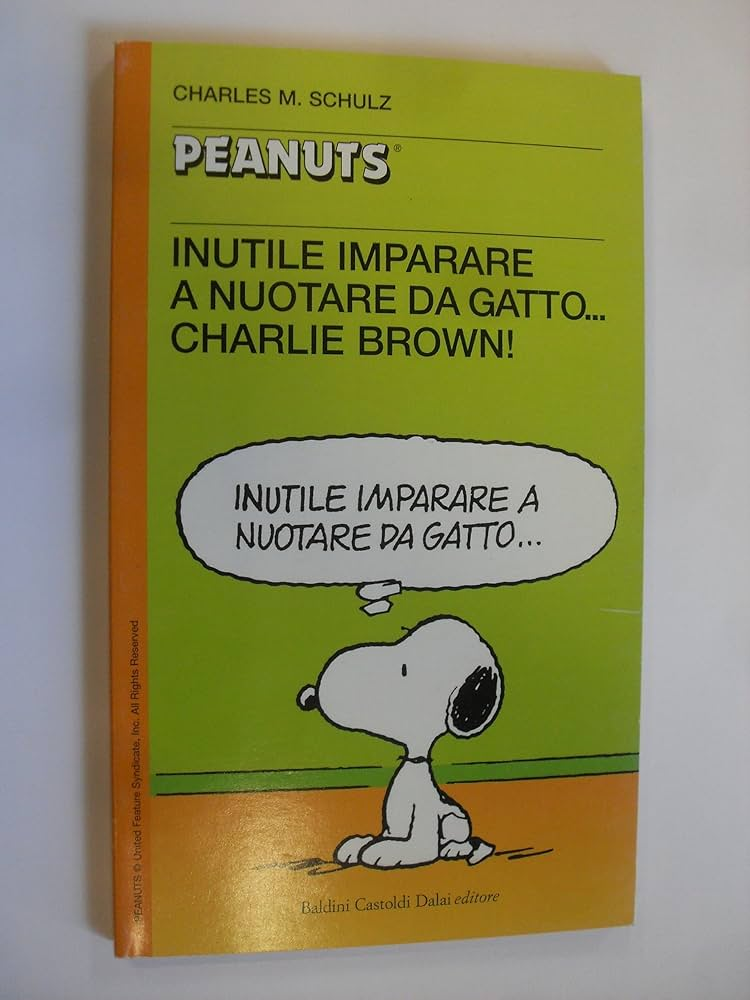 CHARLES M. SCHULZ
PEANUTS®
INUTILE IMPARARE
A NUOTARE DA GATTO...
CHARLIE BROWN!
INUTILE IMPARARE A
NUOTARE DA GATTO...
PEANUTS © United Feature Syndicate, Inc. All Rights Reserved
Baldini Castoldi Dalai editore